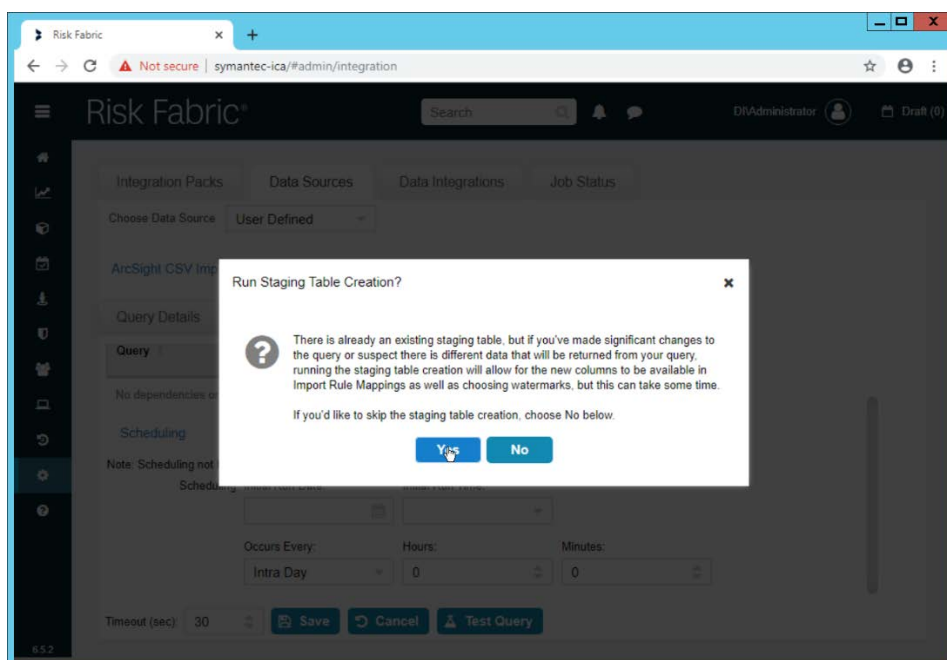 Risk Fabric
Not secure | symantec-ica/#admin/integration
Risk Fabric®
Search
DI\Administrator
Draft (0)
Integration Packs
Data Sources
Data Integrations
Job Status
Choose Data Source
User Defined
ArcSight CSV Imp
Query Details
Query
No dependencies o
Scheduling
Note: Scheduling not
Scheduling
Initial Run Date:
Initial Run Time:
Occurs Every:
Hours:
Minutes:
Intra Day
0
0
Timeout (sec):
30
Save
Cancel
Test Query
6.5.2
Run Staging Table Creation?
There is already an existing staging table, but if you've made significant changes to
the query or suspect there is different data that will be returned from your query,
running the staging table creation will allow for the new columns to be available in
Import Rule Mappings as well as choosing watermarks, but this can take some time.
If you'd like to skip the staging table creation, choose No below.
Yes
No